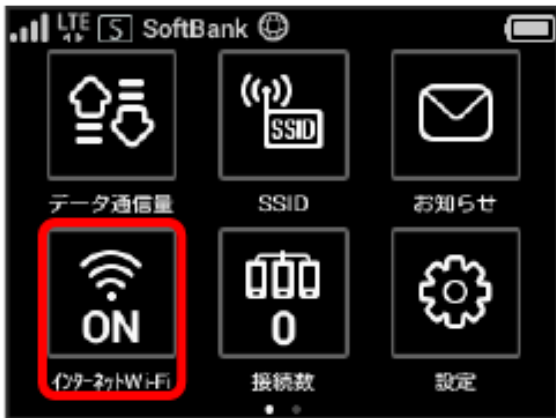 LTE S SoftBank
SSID
データ通信量 SSID お知らせ
ON 0
インターネットWi-Fi 接続数 設定